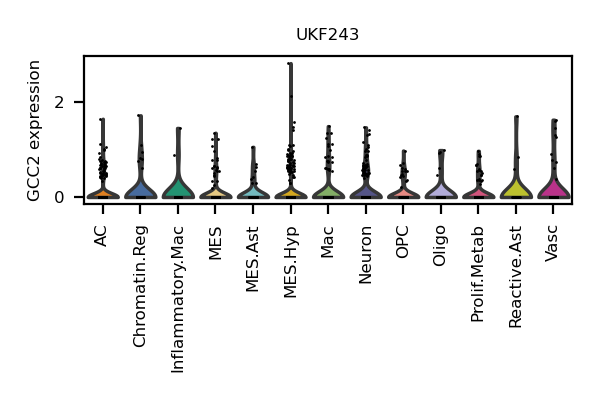 UKF243
GCC2 expression
2
0
AC
Chromatin.Reg
Inflammatory.Mac
MES
MES.Ast
MES.Hyp
Mac
Neuron
OPC
Oligo
Prolif.Metab
Reactive.Ast
Vasc